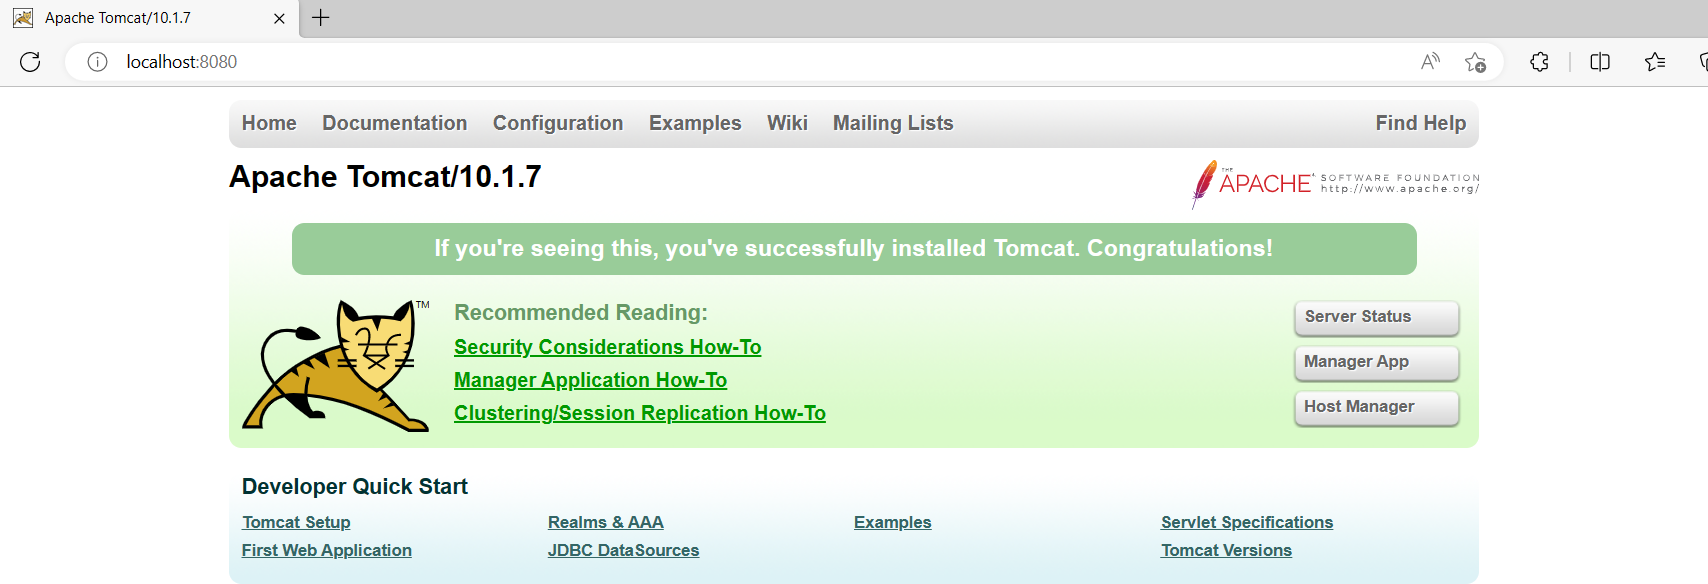 Apache Tomcat/10.1.7
localhost:8080
Home Documentation Configuration Examples Wiki Mailing Lists Find Help
Apache Tomcat/10.1.7
THE APACHE SOFTWARE FOUNDATION
http://www.apache.org/
If you're seeing this, you've successfully installed Tomcat. Congratulations!
TM
Recommended Reading:
Security Considerations How-To
Manager Application How-To
Clustering/Session Replication How-To
Server Status
Manager App
Host Manager
Developer Quick Start
Tomcat Setup
First Web Application
Realms & AAA
JDBC DataSources
Examples
Servlet Specifications
Tomcat Versions